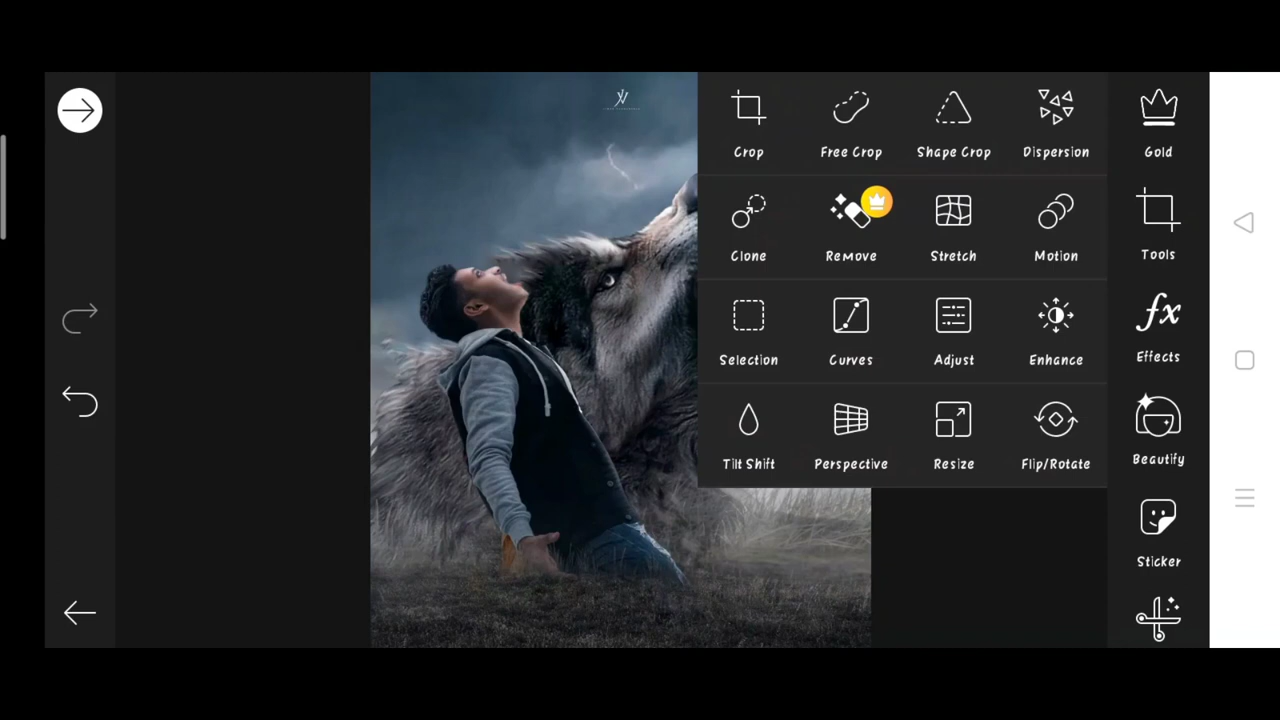 Crop
Free Crop
Shape Crop
Dispersion
Gold
Clone
Remove
Stretch
Motion
Tools
Selection
Curves
Adjust
Enhance
fx
Effects
Tilt Shift
Perspective
Resize
Flip/Rotate
Beautify
Sticker